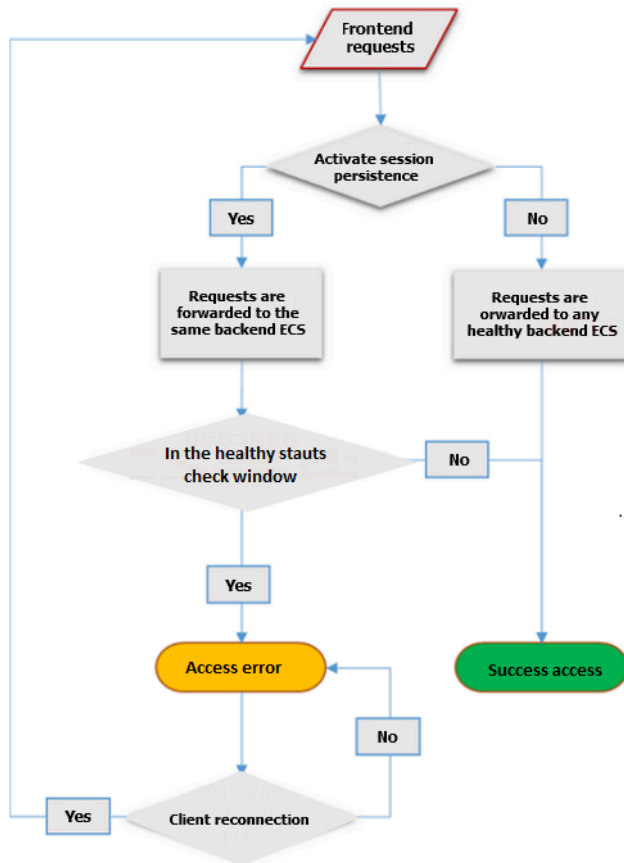 Frontend
requests
Activate session
persistence
Yes
No
Requests are
forwarded to the
same backend ECS
Requests are
orwarded to any
healthy backend ECS
In the healthy stauts
check window
No
Yes
Access error
Success access
No
Yes
Client reconnection